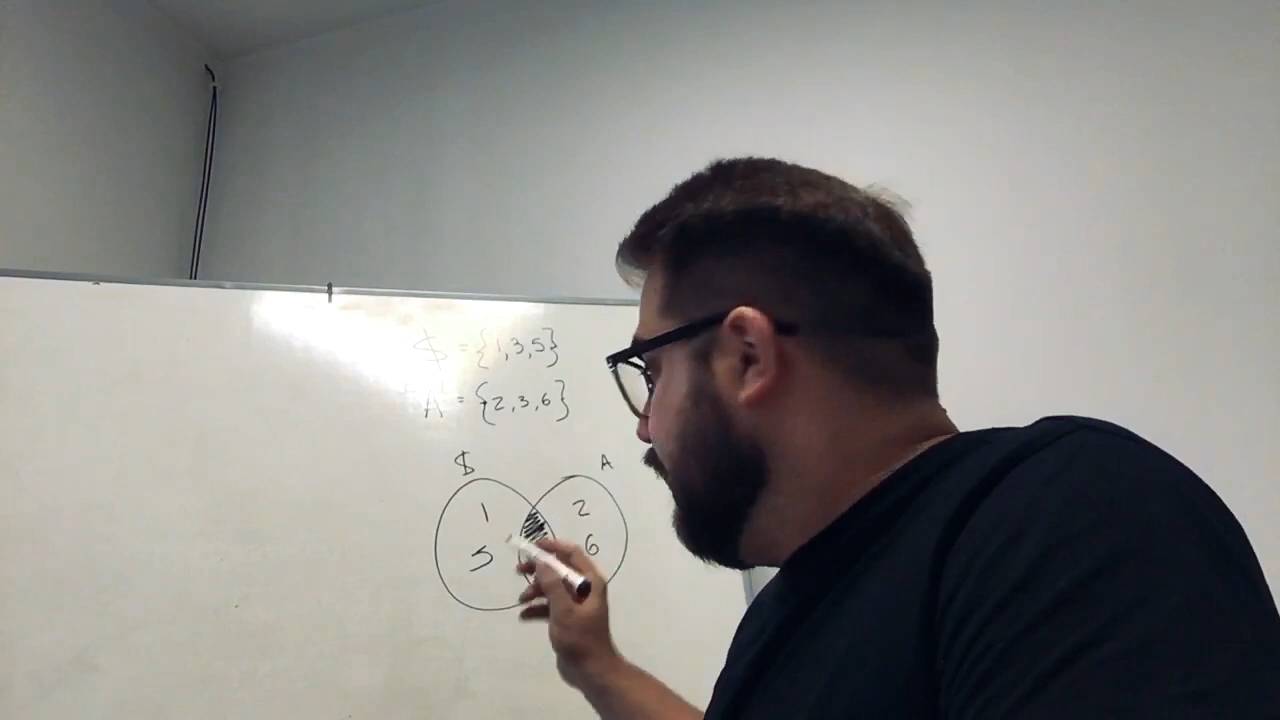 $ = {1,3,5}
A = {2,3,6}
$ A
1 2
5 6